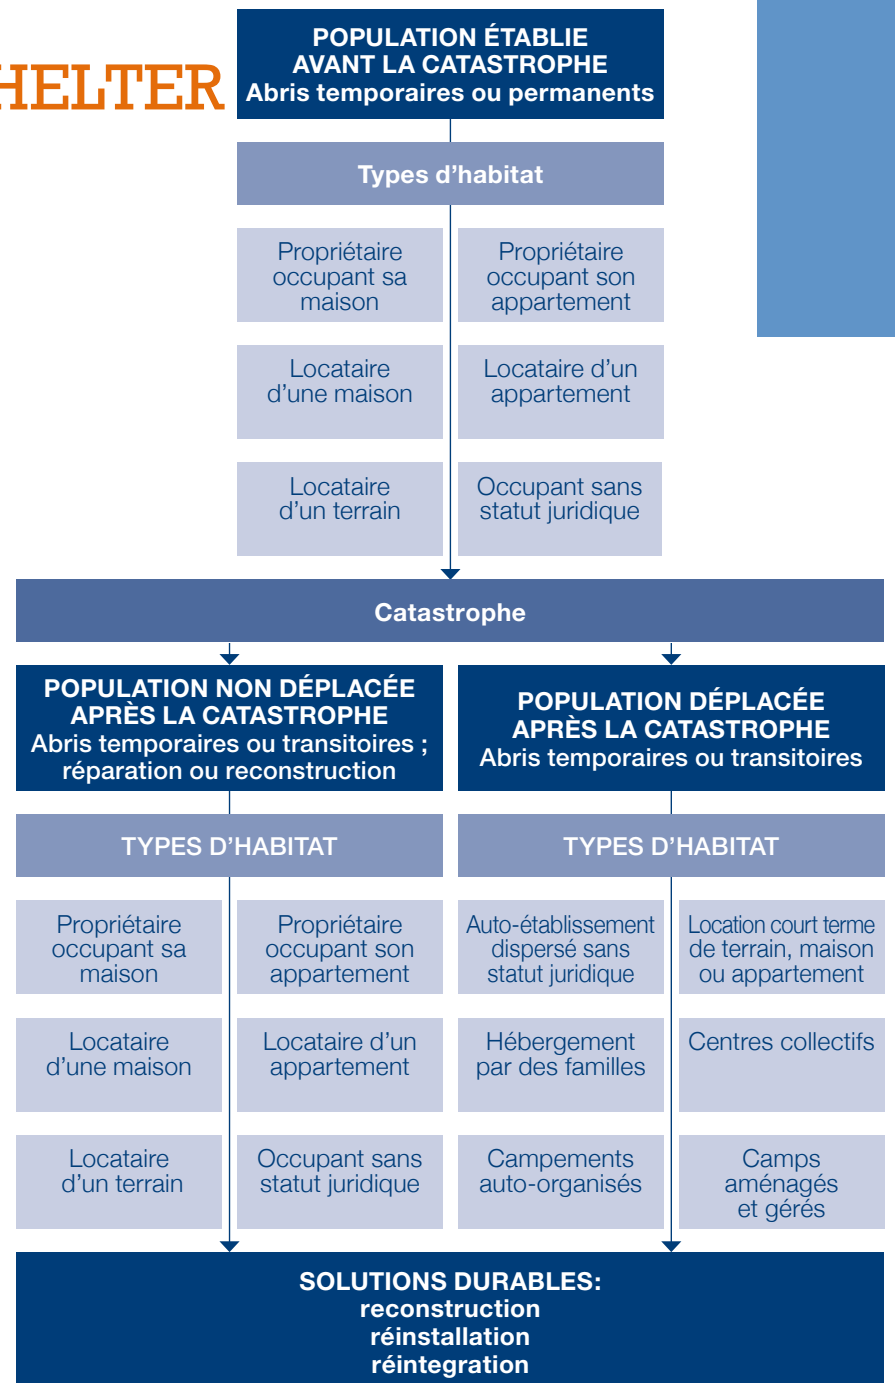 HELTER
POPULATION ÉTABLIE
AVANT LA CATASTROPHE
Abris temporaires ou permanents
Types d'habitat
Propriétaire
occupant sa
maison
Propriétaire
occupant son
appartement
Locataire
d'une maison
Locataire d'un
appartement
Locataire
d'un terrain
Occupant sans
statut juridique
Catastrophe
POPULATION NON DÉPLACÉE
APRÈS LA CATASTROPHE
Abris temporaires ou transitoires ;
réparation ou reconstruction
POPULATION DÉPLACÉE
APRÈS LA CATASTROPHE
Abris temporaires ou transitoires
TYPES D'HABITAT
TYPES D'HABITAT
Propriétaire
occupant sa
maison
Propriétaire
occupant son
appartement
Auto-établissement
dispersé sans
statut juridique
Location court terme
de terrain, maison
ou appartement
Locataire
d'une maison
Locataire d'un
appartement
Hébergement
par des familles
Centres collectifs
Locataire
d'un terrain
Occupant sans
statut juridique
Campements
auto-organisés
Camps
aménagés
et gérés
SOLUTIONS DURABLES:
reconstruction
réinstallation
réintegration